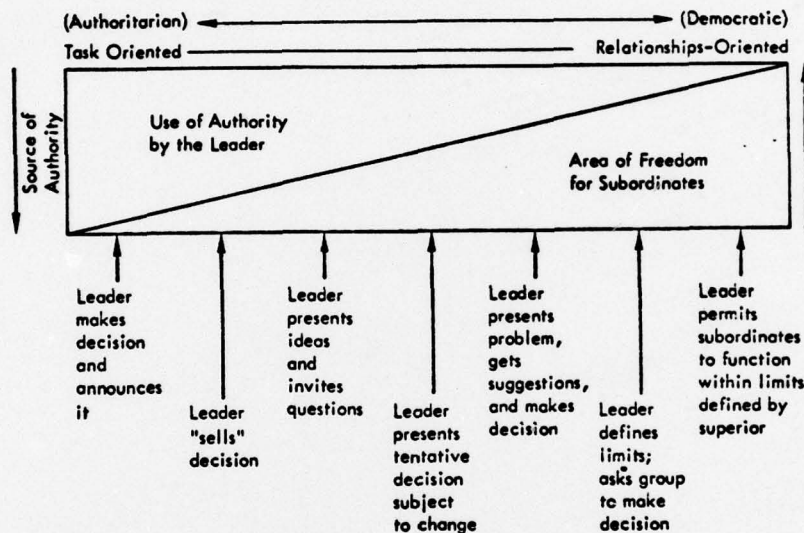 (Authoritarian) (Democratic)
Task Oriented Relationships-Oriented
Source of
Authority
Use of Authority
by the Leader
Area of Freedom
for Subordinates
Leader
makes
decision
and
announces
it
Leader
"sells"
decision
Leader
presents
ideas
and
invites
questions
Leader
presents
tentative
decision
subject
to change
Leader
presents
problem,
gets
suggestions,
and makes
decision
Leader
defines
limits;
asks group
to make
decision
Leader
permits
subordinates
to function
within limits
defined by
superior